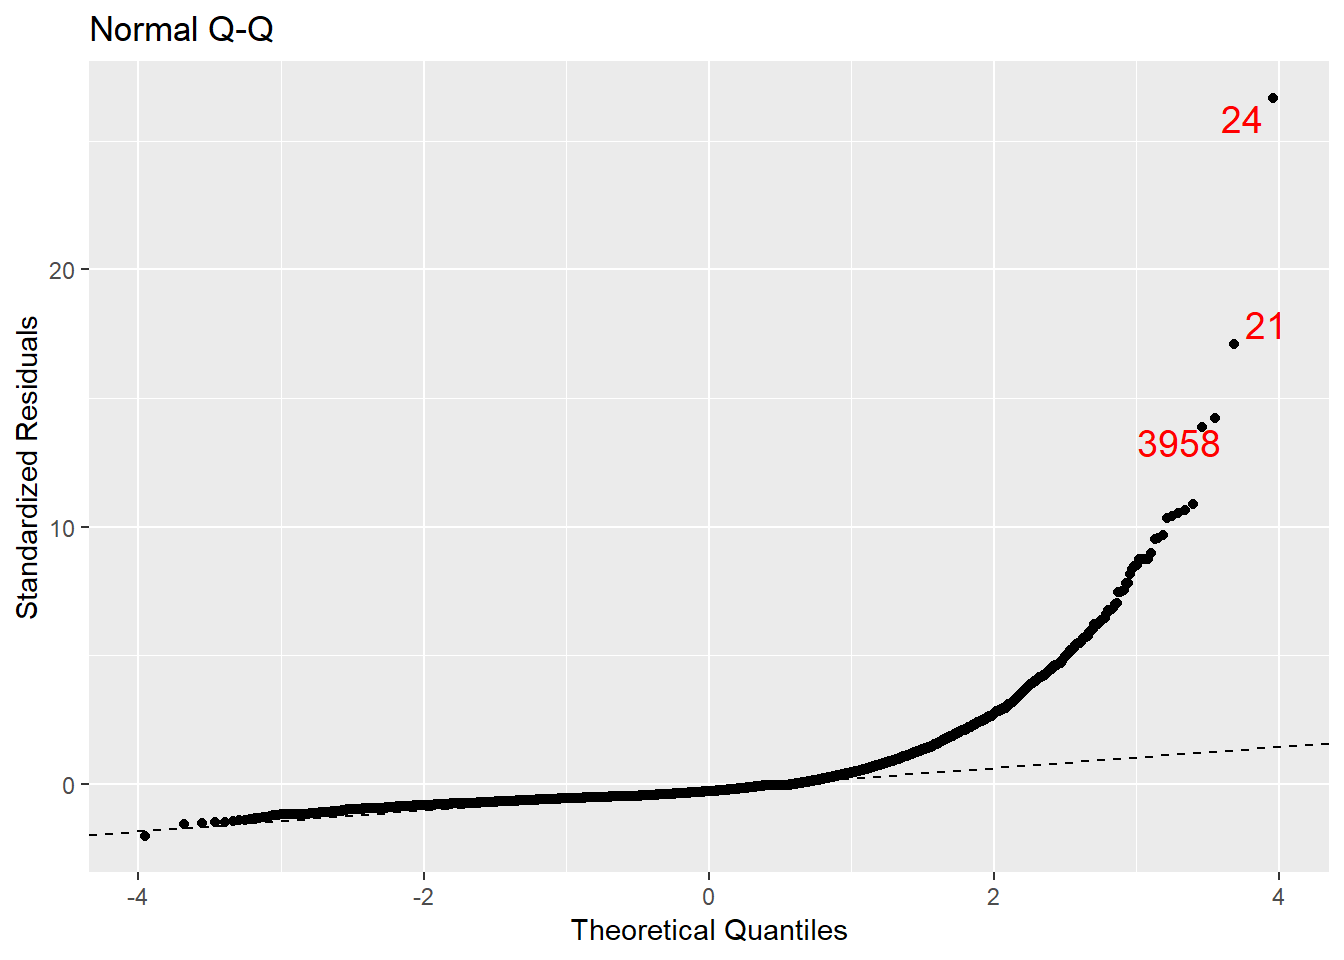 Normal Q-Q
24
20
21
3958
10
0
Standardized Residuals
-4 -2 0 2 4
Theoretical Quantiles